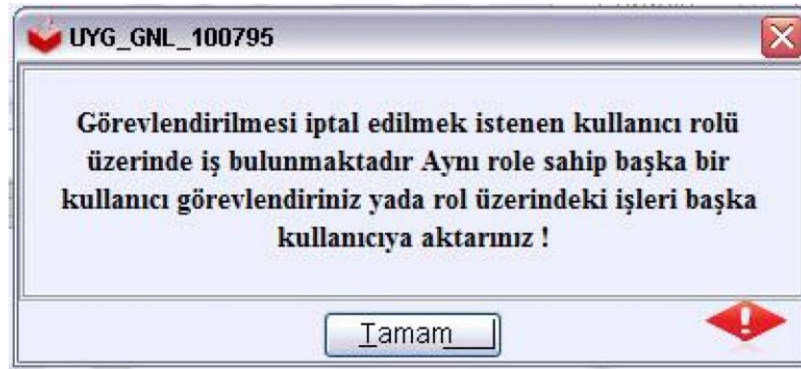 UYG_GNL_100795
Görevlendirilmesi iptal edilmek istenen kullanıcı rolü
üzerinde iş bulunmaktadır Aynı role sahip başka bir
kullanıcı görevlendiriniz yada rol üzerindeki işleri başka
kullanıcıya aktarınız !
Tamam